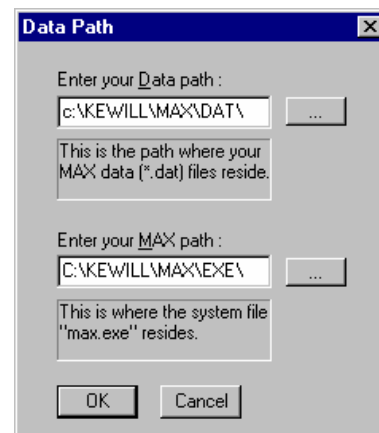 Data Path
Enter your Data path :
c:\KEWILL\MAX\DAT\
...
This is the path where your
MAX data (*.dat) files reside.
Enter your MAX path :
C:\KEWILL\MAX\EXE\
...
This is where the system file
"max.exe" resides.
OK Cancel